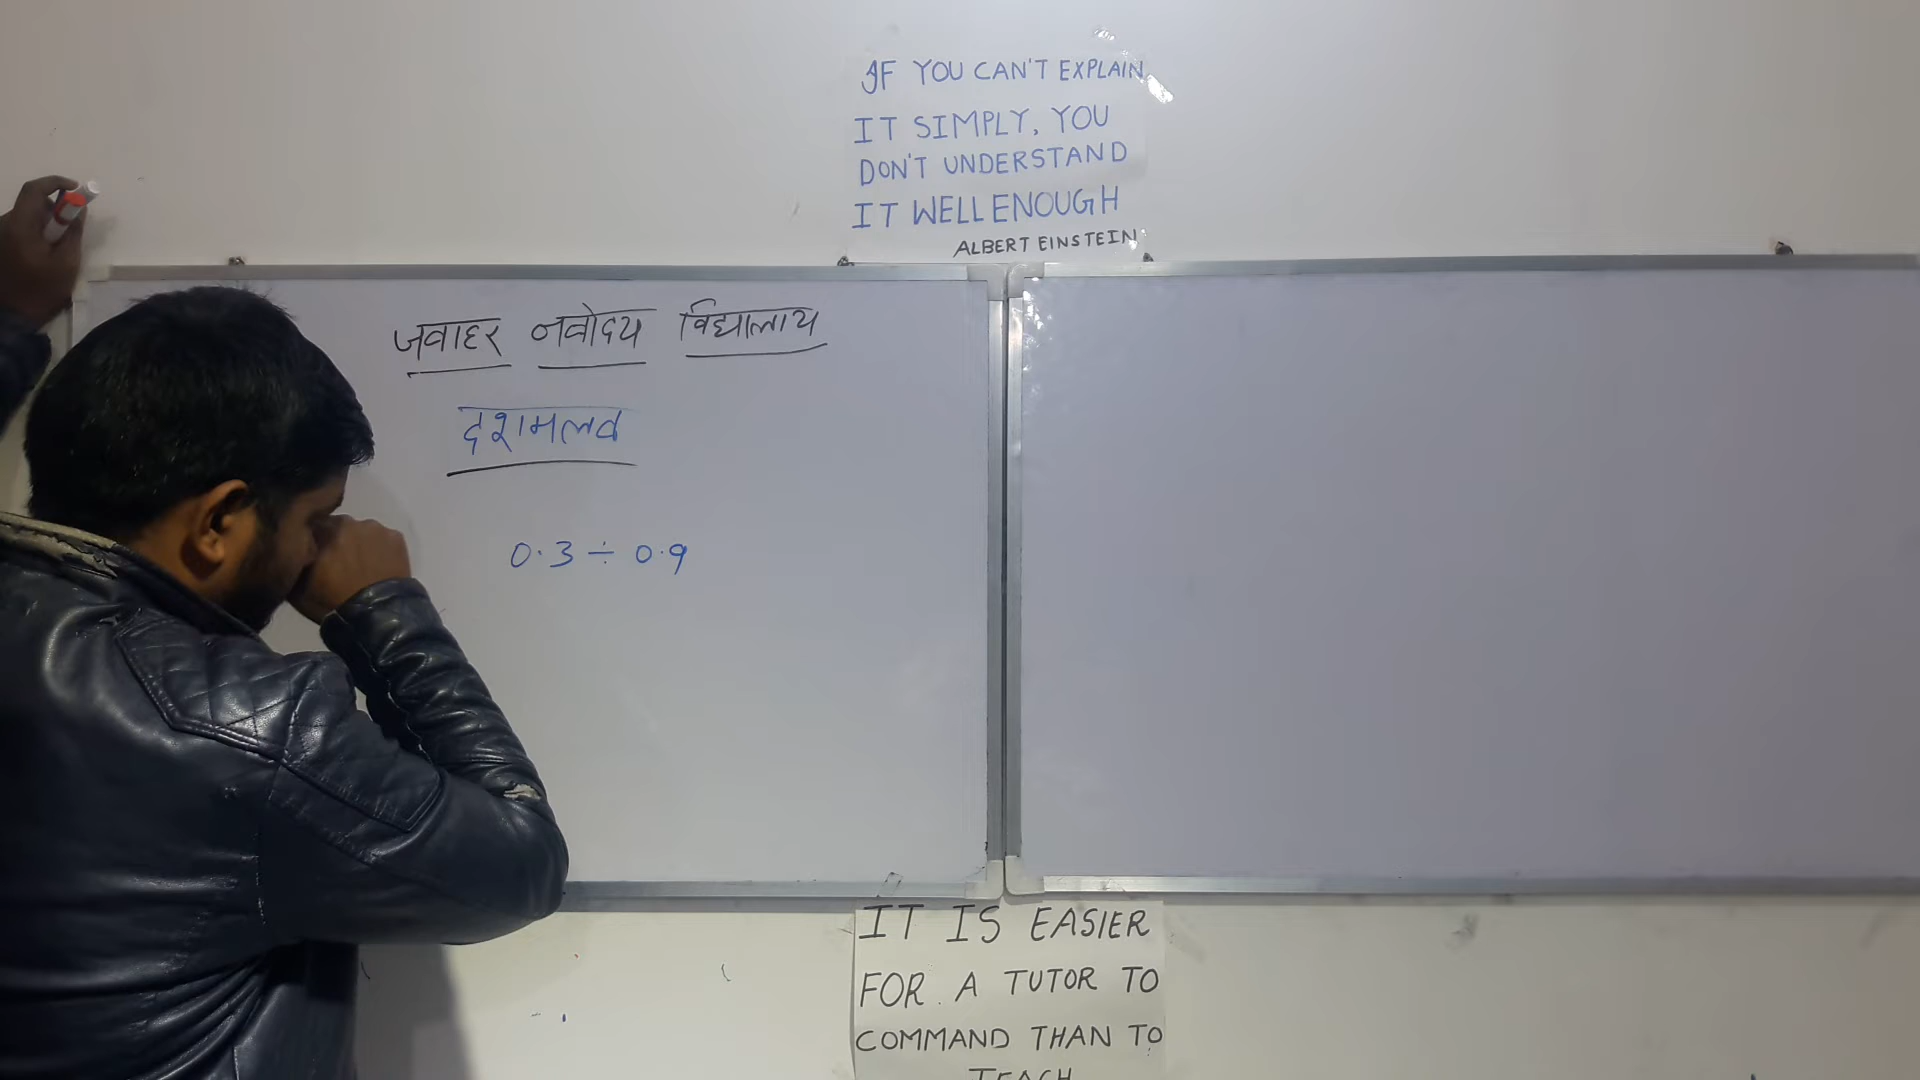 IF YOU CAN'T EXPLAIN
IT SIMPLY, YOU
DON'T UNDERSTAND
IT WELL ENOUGH
ALBERT EINSTEIN
जवाहर नवोदय विद्यालाय
दशमलव
0.3 ÷ 0.9
IT IS EASIER
FOR A TUTOR TO
COMMAND THAN TO
TEACH